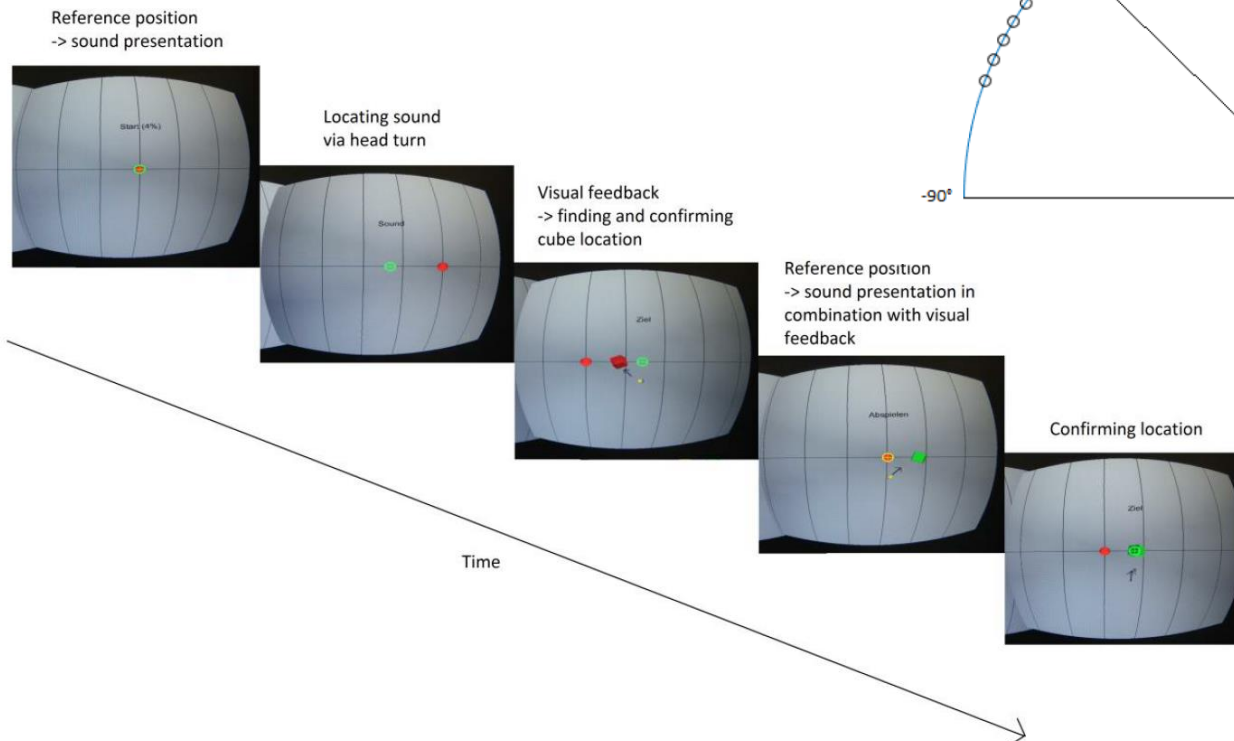 Reference position
-> sound presentation
Start (4%)
Locating sound
via head turn
Sound
Visual feedback
-> finding and confirming
cube location
Ziel
-90°
Reference position
-> sound presentation in
combination with visual
feedback
Abspielen
Confirming location
Ziel
Time